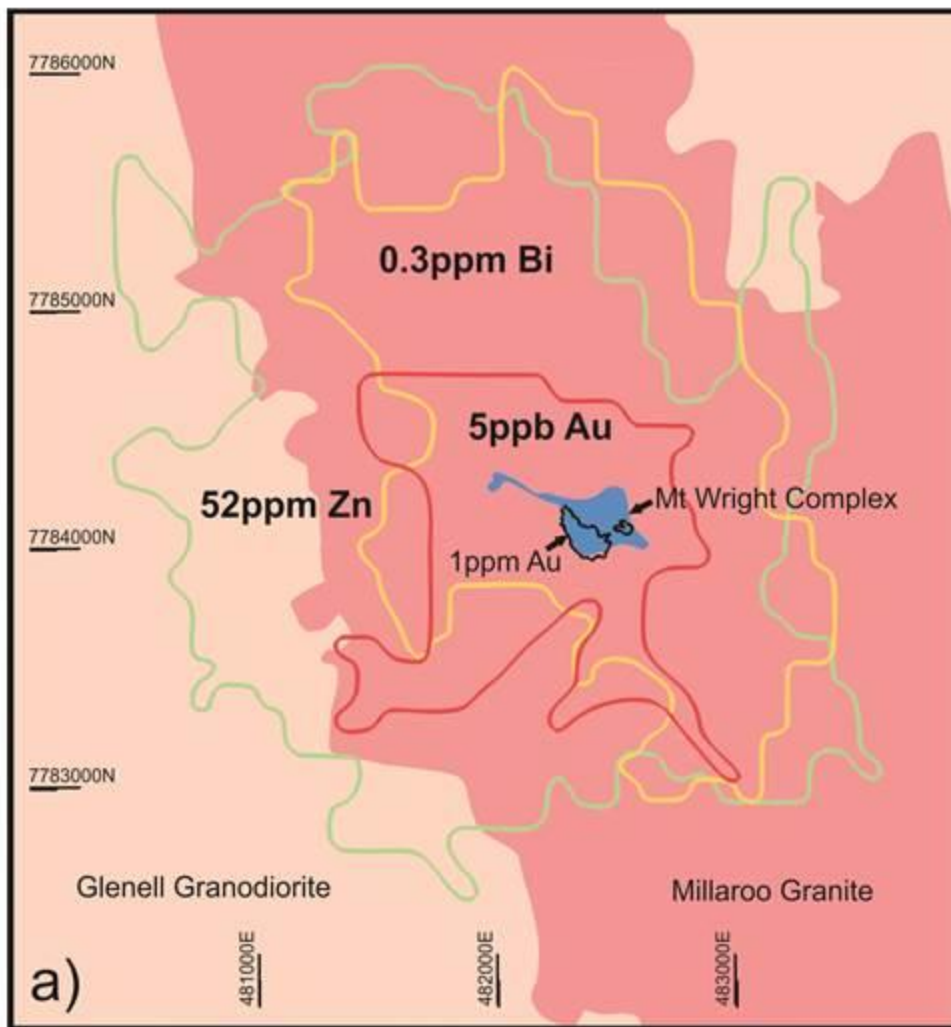 7786000N
0.3ppm Bi
7785000N
5ppb Au
52ppm Zn
Mt Wright Complex
7784000N
1ppm Au
7783000N
Glenell Granodiorite
Millaroo Granite
a)
481000E
482000E
483000E